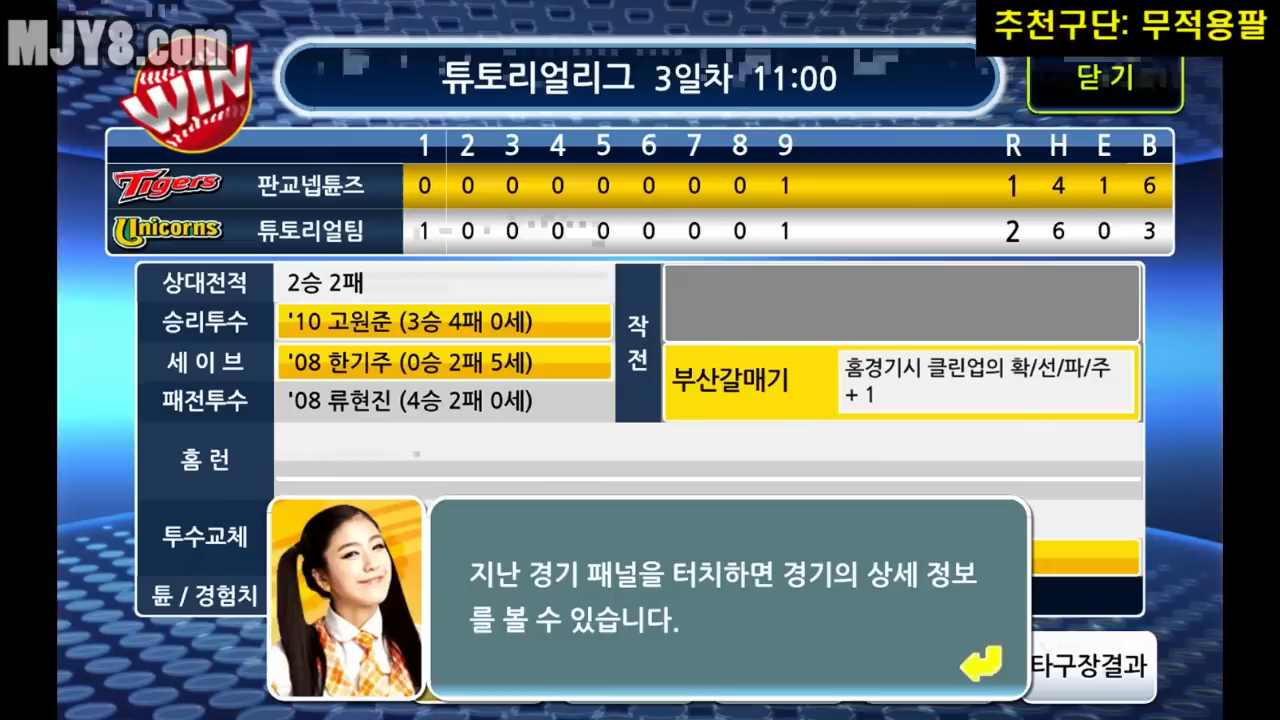 MJY8.com
추천구단: 무적용팔
WIN
튜토리얼리그 3일차 11:00
닫기
1 2 3 4 5 6 7 8 9 R H E B
Tigers 판교넵튠즈 0 0 0 0 0 0 0 0 1 1 4 1 6
Unicorns 튜토리얼팀 1 0 0 0 0 0 0 0 1 2 6 0 3
상대전적 2승 2패
승리투수 '10 고원준 (3승 4패 0세)
세이브 '08 한기주 (0승 2패 5세)
패전투수 '08 류현진 (4승 2패 0세)
작전
부산갈매기 홈경기시 클린업의 확/선/파/주
+ 1
홈 런
투수교체
튠 / 경험치
지난 경기 패널을 터치하면 경기의 상세 정보
를 볼 수 있습니다.
타구장결과